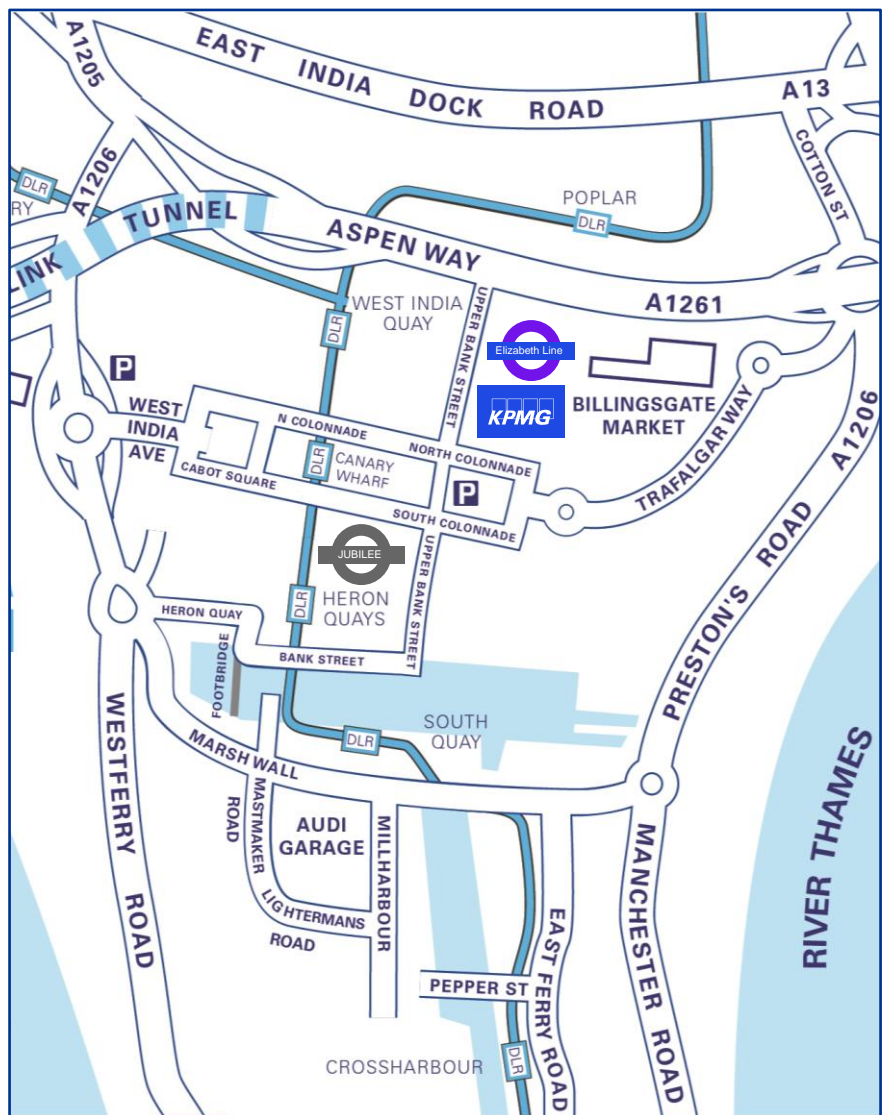 A1205
EAST INDIA DOCK ROAD
A13
COTTON ST
A1206
DLR
RY
POPLAR
DLR
TUNNEL
LINK
ASPEN WAY
A1261
WEST INDIA
QUAY
DLR
UPPER BANK STREET
Elizabeth Line
KPMG
BILLINGSGATE
MARKET
P
WEST
INDIA
AVE
N COLONNADE
NORTH COLONNADE
TRAFALGAR WAY
A1206
DLR
CANARY
WHARF
CABOT SQUARE
P
SOUTH COLONNADE
JUBILEE
UPPER BANK STREET
PRESTON'S ROAD
DLR
HERON
QUAYS
HERON QUAY
BANK STREET
FOOTBRIDGE
WESTFERRY ROAD
MARSH WALL
DLR
SOUTH
QUAY
RIVER THAMES
MASTMAKER
ROAD
AUDI
GARAGE
MILLHARBOUR
MANCHESTER ROAD
LIGHTERMANS
ROAD
EAST FERRY ROAD
PEPPER ST
CROSSHARBOUR
DLR